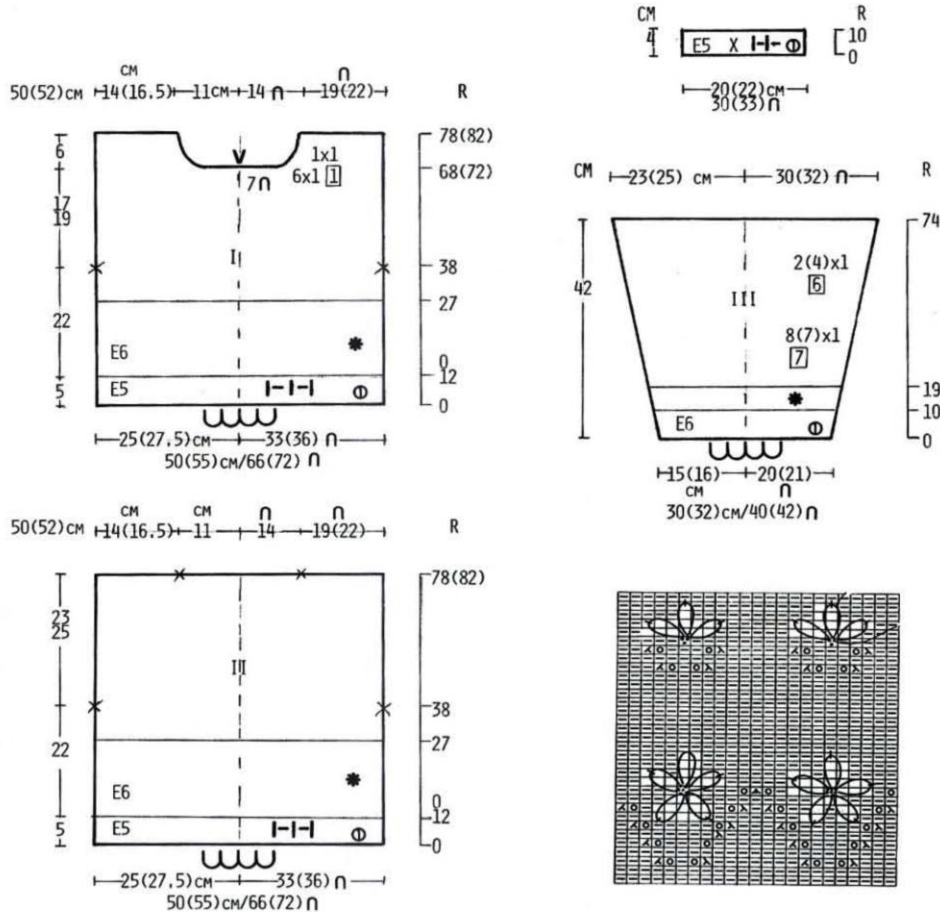 CM ∩
50(52)CM 14(16.5) 11CM 14 ∩ 19(22) R
6
17
19
22
5
1x1
6x1 1
7∩
I
E6
E5
78(82)
68(72)
38
27
0
12
0
25(27.5)CM 33(36) ∩
50(55)CM/66(72) ∩
CM CM ∩ ∩
50(52)CM 14(16.5) 11 14 19(22) R
23
25
22
5
II
E6
E5
78(82)
38
27
0
12
0
25(27.5)CM 33(36) ∩
50(55)CM/66(72) ∩
CM R
4
E5 X
10
0
20(22) CM
30(33)∩
CM 23(25) CM 30(32) ∩ R
42
III
2(4)x1
6
8(7)x1
7
E6
74
19
10
0
15(16) 20(21)
CM ∩
30(32)CM/40(42)∩